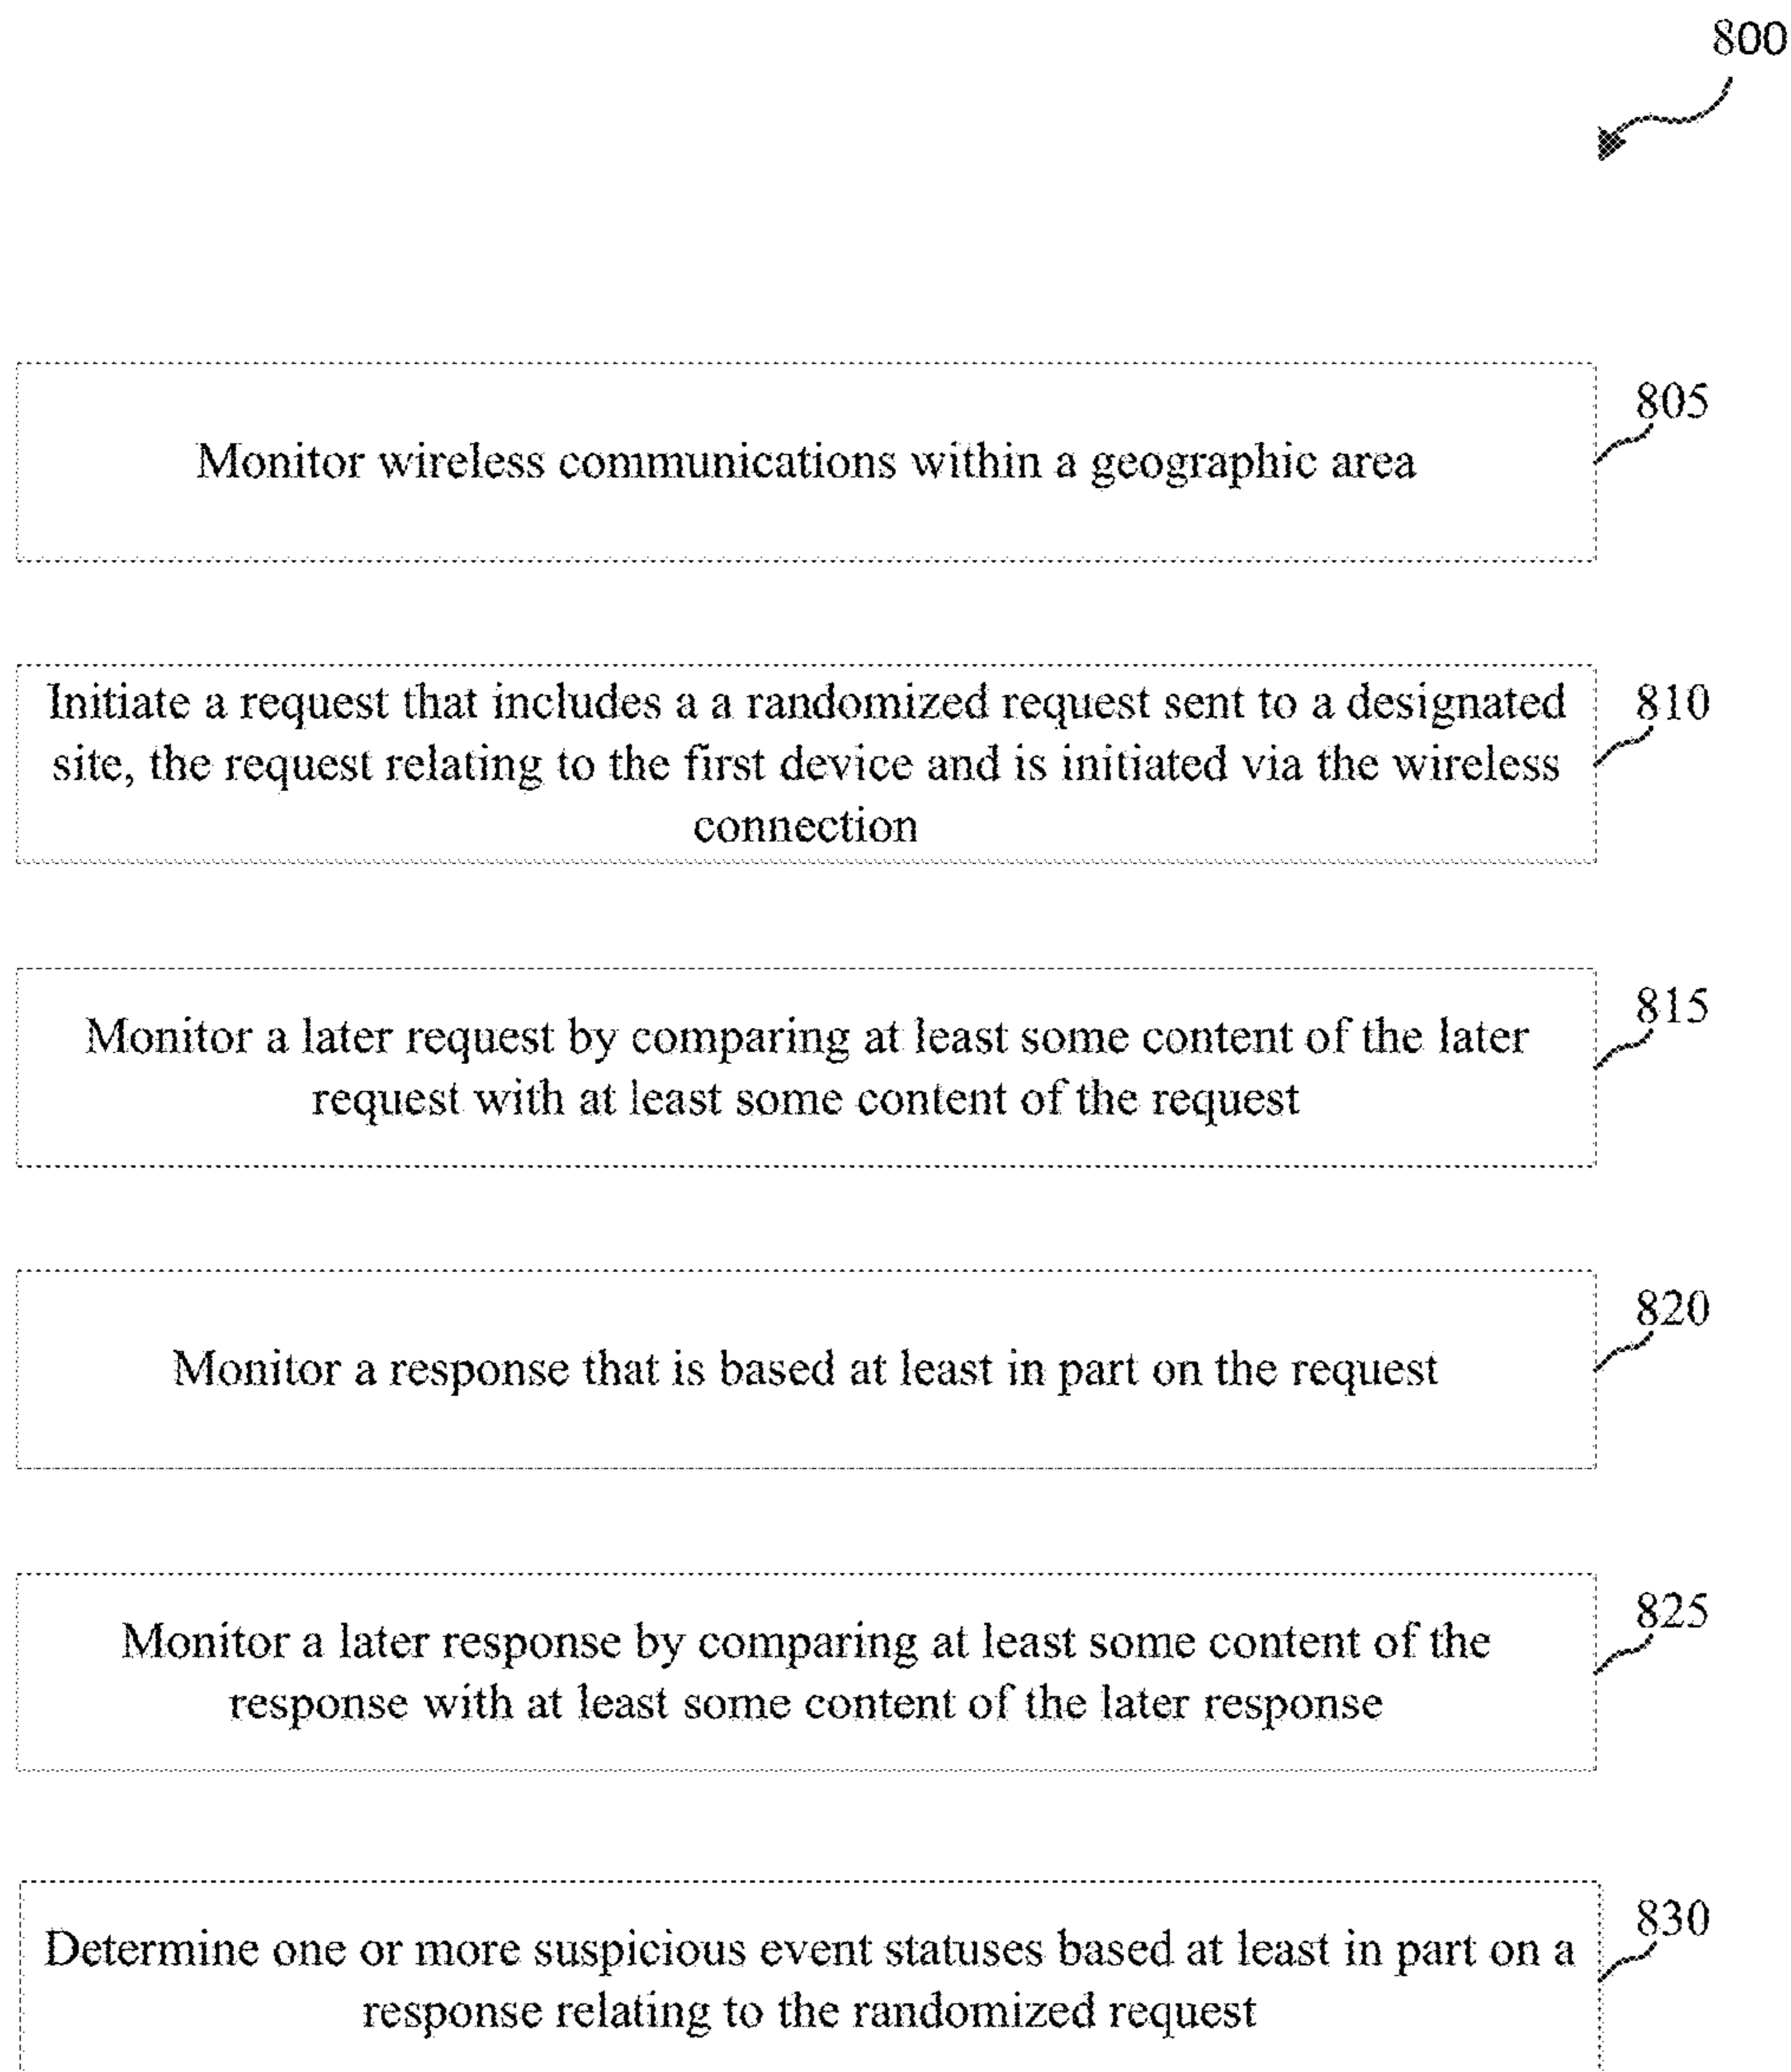 800
805
Monitor wireless communications within a geographic area
810
Initiate a request that includes a a randomized request sent to a designated
site, the request relating to the first device and is initiated via the wireless
connection
815
Monitor a later request by comparing at least some content of the later
request with at least some content of the request
820
Monitor a response that is based at least in part on the request
825
Monitor a later response by comparing at least some content of the
response with at least some content of the later response
830
Determine one or more suspicious event statuses based at least in part on a
response relating to the randomized request